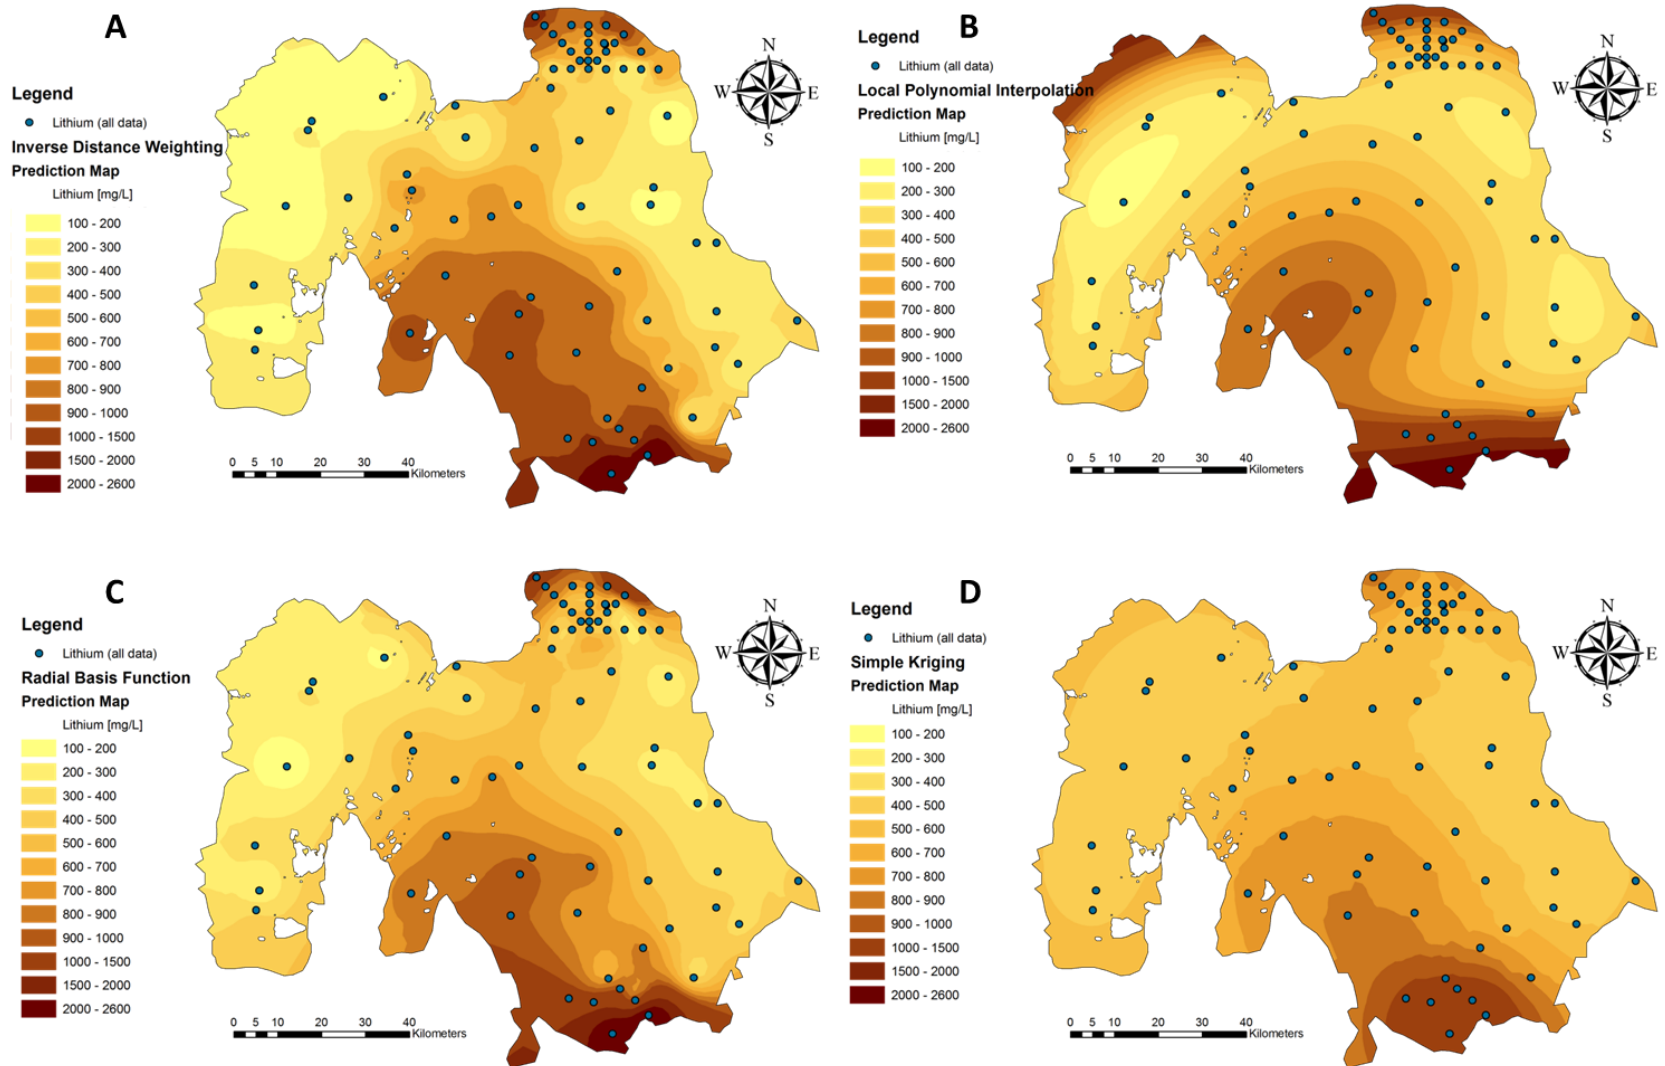 A
N
W
E
S
Legend
Lithium (all data)
Inverse Distance Weighting
Prediction Map
Lithium [mg/L]
100 - 200
200 - 300
300 - 400
400 - 500
500 - 600
600 - 700
700 - 800
800 - 900
900 - 1000
1000 - 1500
1500 - 2000
2000 - 2600
0 5 10 20 30 40
Kilometers
B
N
W
E
S
Legend
Lithium (all data)
Local Polynomial Interpolation
Prediction Map
Lithium [mg/L]
100 - 200
200 - 300
300 - 400
400 - 500
500 - 600
600 - 700
700 - 800
800 - 900
900 - 1000
1000 - 1500
1500 - 2000
2000 - 2600
0 5 10 20 30 40
Kilometers
C
N
W
E
S
Legend
Lithium (all data)
Radial Basis Function
Prediction Map
Lithium [mg/L]
100 - 200
200 - 300
300 - 400
400 - 500
500 - 600
600 - 700
700 - 800
800 - 900
900 - 1000
1000 - 1500
1500 - 2000
2000 - 2600
0 5 10 20 30 40
Kilometers
D
N
W
E
S
Legend
Lithium (all data)
Simple Kriging
Prediction Map
Lithium [mg/L]
100 - 200
200 - 300
300 - 400
400 - 500
500 - 600
600 - 700
700 - 800
800 - 900
900 - 1000
1000 - 1500
1500 - 2000
2000 - 2600
0 5 10 20 30 40
Kilometers